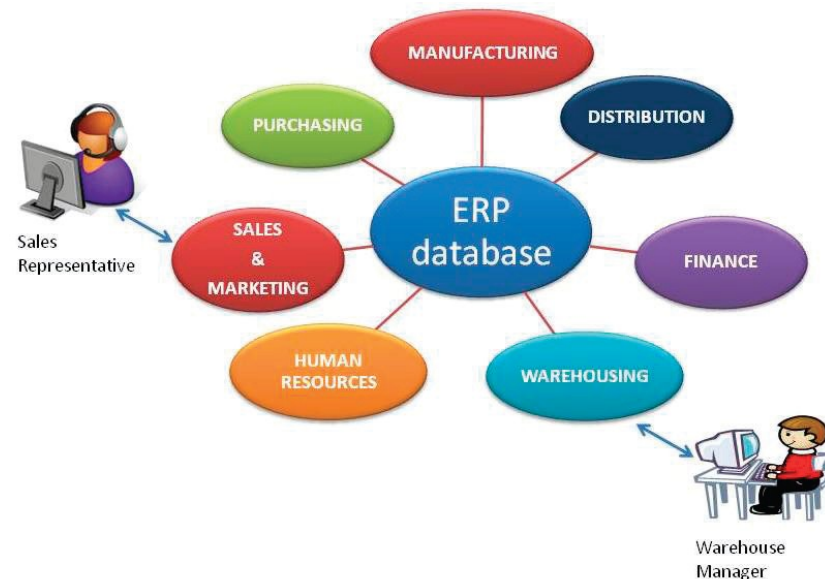 MANUFACTURING
PURCHASING
DISTRIBUTION
ERP
database
SALES
&
MARKETING
FINANCE
HUMAN
RESOURCES
WAREHOUSING
Sales
Representative
Warehouse
Manager